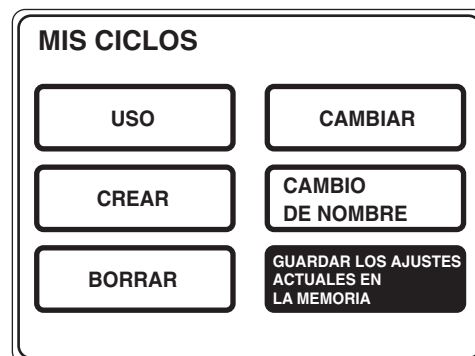 MIS CICLOS
USO
CAMBIAR
CREAR
CAMBIO
DE NOMBRE
BORRAR
GUARDAR LOS AJUSTES
ACTUALES EN
LA MEMORIA